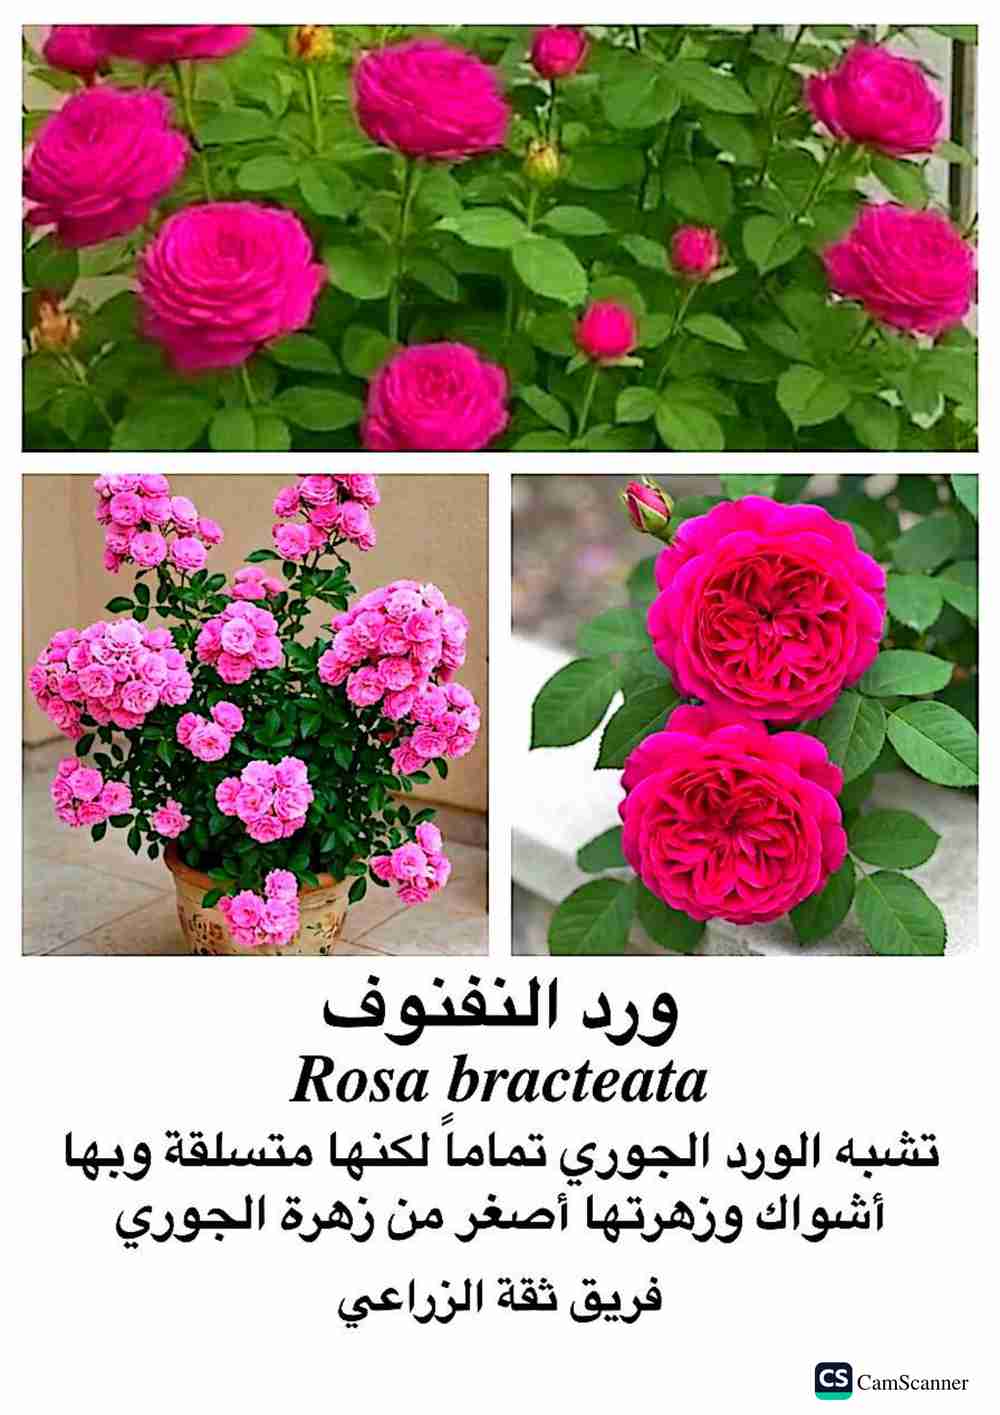 ورد النفنوف
Rosa bracteata
تشبه الورد الجوري تماماً لكنها متسلقة وبها
أشواك وزهرتها أصغر من زهرة الجوري
فريق ثقة الزراعي
CS CamScanner